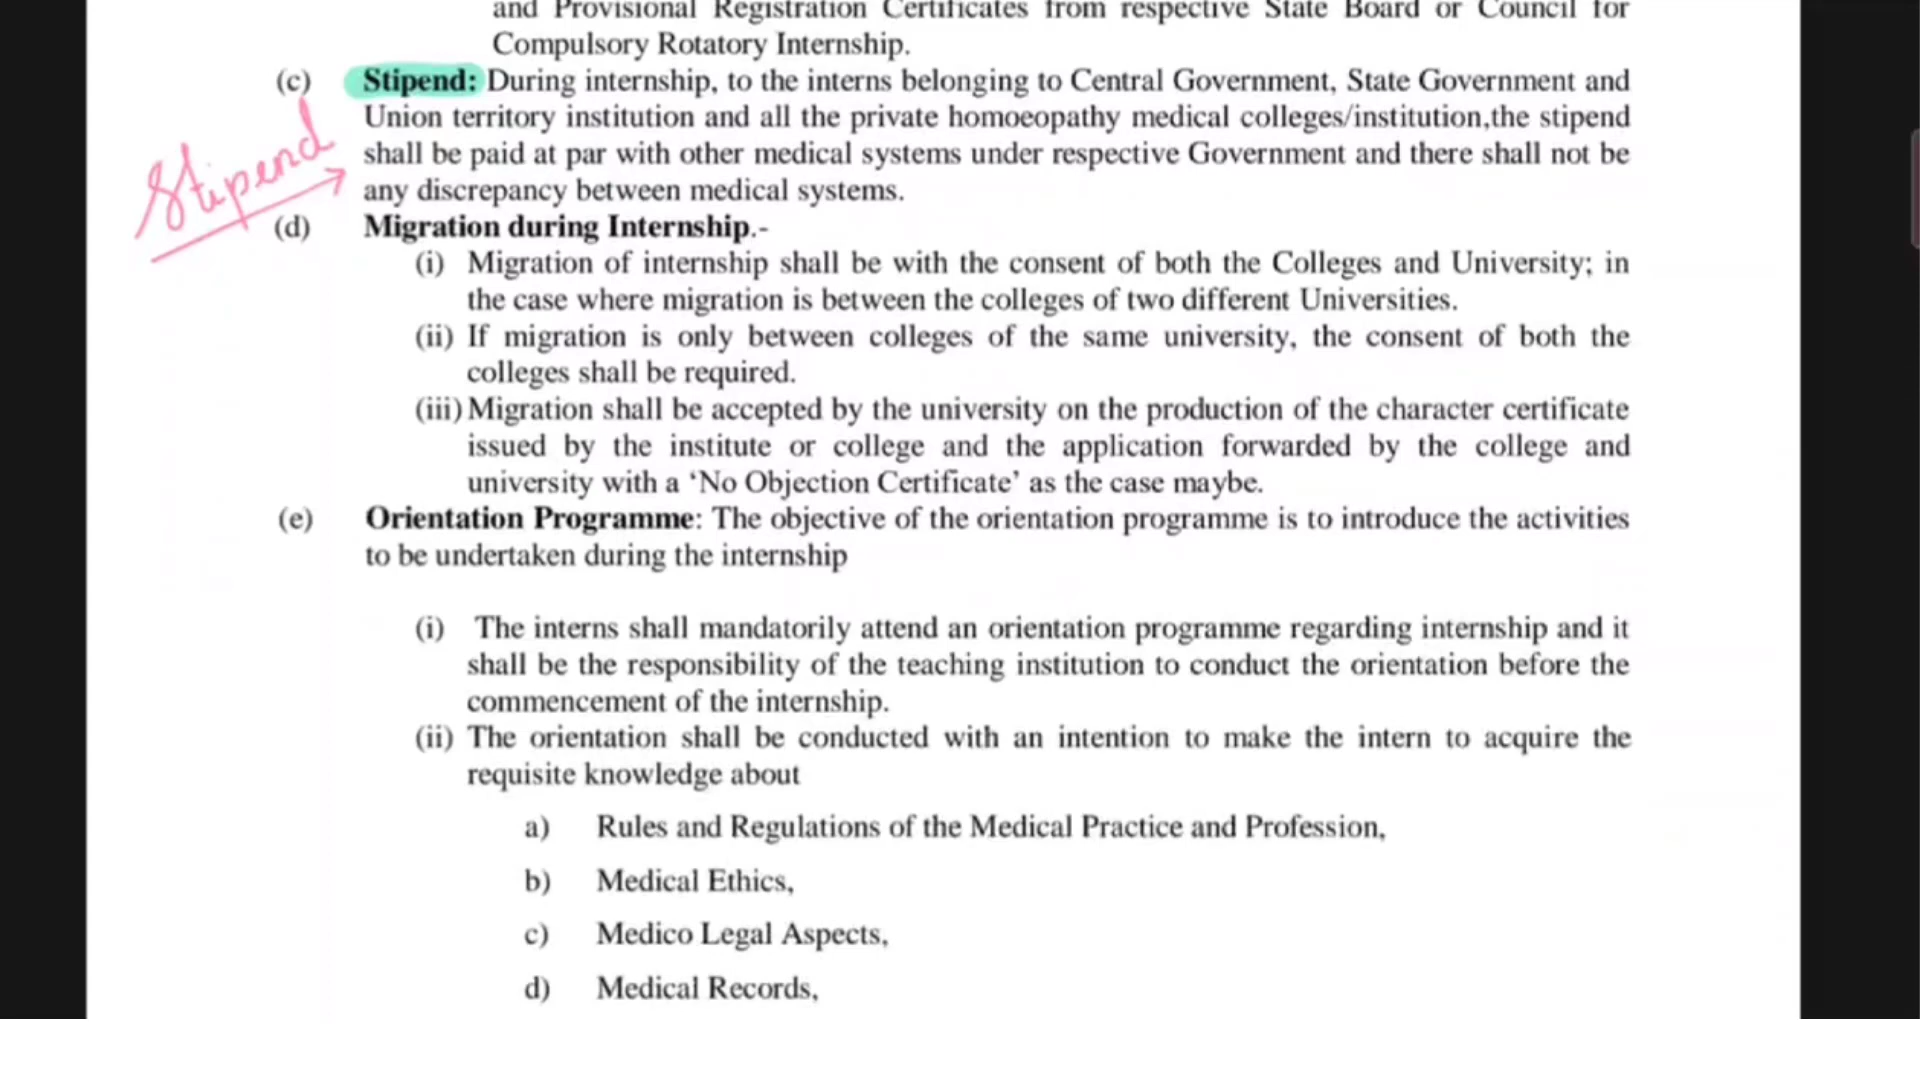 and Provisional Registration Certificates from respective State Board or Council for
Compulsory Rotatory Internship.
(c) Stipend: During internship, to the interns belonging to Central Government, State Government and
Union territory institution and all the private homoeopathy medical colleges/institution,the stipend
shall be paid at par with other medical systems under respective Government and there shall not be
any discrepancy between medical systems.
Stipend
(d) Migration during Internship.-
(i) Migration of internship shall be with the consent of both the Colleges and University; in
the case where migration is between the colleges of two different Universities.
(ii) If migration is only between colleges of the same university, the consent of both the
colleges shall be required.
(iii) Migration shall be accepted by the university on the production of the character certificate
issued by the institute or college and the application forwarded by the college and
university with a ‘No Objection Certificate’ as the case maybe.
(e) Orientation Programme: The objective of the orientation programme is to introduce the activities
to be undertaken during the internship
(i) The interns shall mandatorily attend an orientation programme regarding internship and it
shall be the responsibility of the teaching institution to conduct the orientation before the
commencement of the internship.
(ii) The orientation shall be conducted with an intention to make the intern to acquire the
requisite knowledge about
a) Rules and Regulations of the Medical Practice and Profession,
b) Medical Ethics,
c) Medico Legal Aspects,
d) Medical Records,